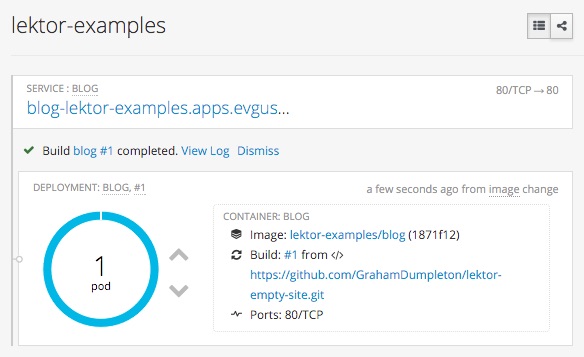 lektor-examples
SERVICE : BLOG
80/TCP → 80
blog-lektor-examples.apps.evgus...
Build blog #1 completed. View Log Dismiss
DEPLOYMENT: BLOG, #1
a few seconds ago from image change
CONTAINER: BLOG
Image: lektor-examples/blog (1871f12)
Build: #1 from </>
https://github.com/GrahamDumpleton/lektor-
empty-site.git
Ports: 80/TCP
1
pod